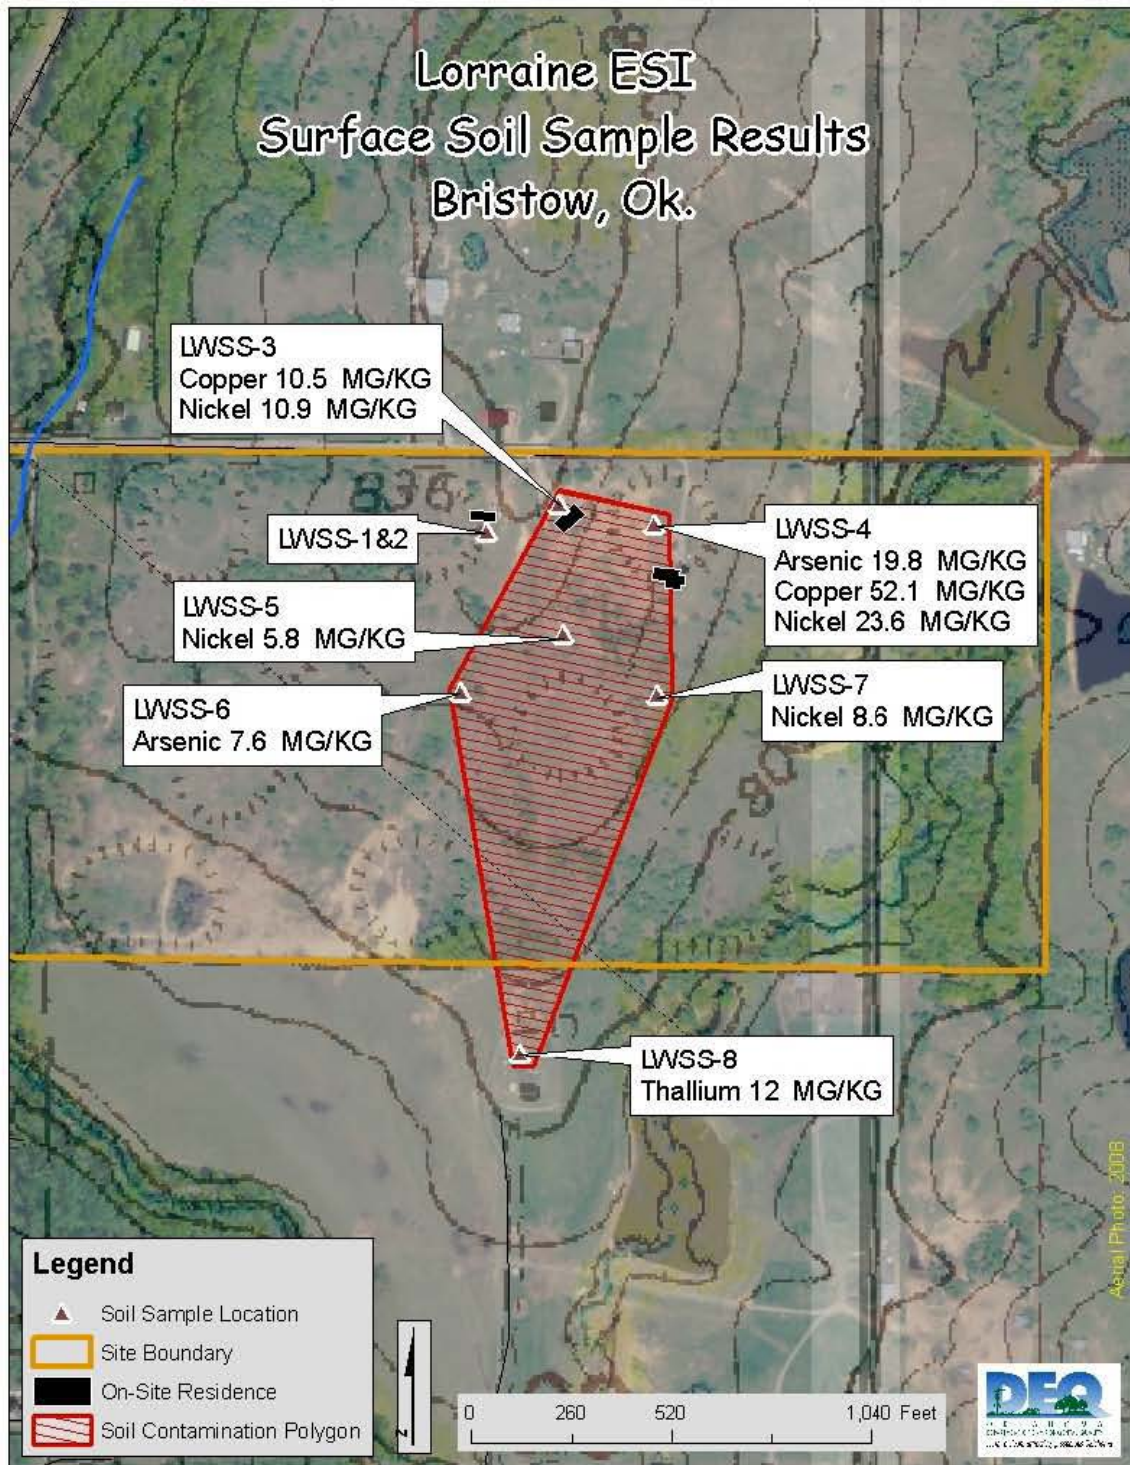 Lorraine ESI
Surface Soil Sample Results
Bristow, Ok.
LWSS-3
Copper 10.5 MG/KG
Nickel 10.9 MG/KG
836
LWSS-1&2
LWSS-4
Arsenic 19.8 MG/KG
Copper 52.1 MG/KG
Nickel 23.6 MG/KG
LWSS-5
Nickel 5.8 MG/KG
LWSS-6
Arsenic 7.6 MG/KG
LWSS-7
Nickel 8.6 MG/KG
LWSS-8
Thallium 12 MG/KG
Aerial Photo, 2008
Legend
Soil Sample Location
Site Boundary
On-Site Residence
Soil Contamination Polygon
N
0 260 520 1,040 Feet
DEQ
OKLAHOMA